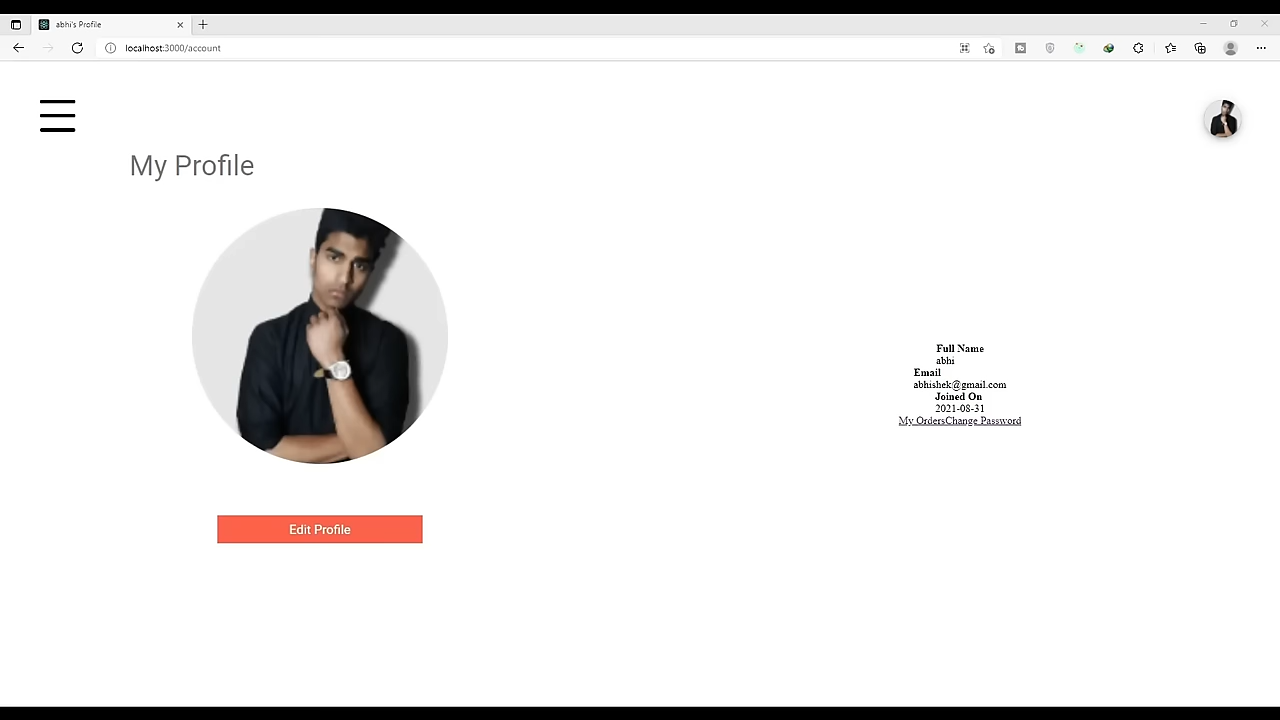 abhi's Profile
localhost:3000/account
My Profile
Full Name
abhi
Email
abhishek@gmail.com
Joined On
2021-08-31
My OrdersChange Password
Edit Profile